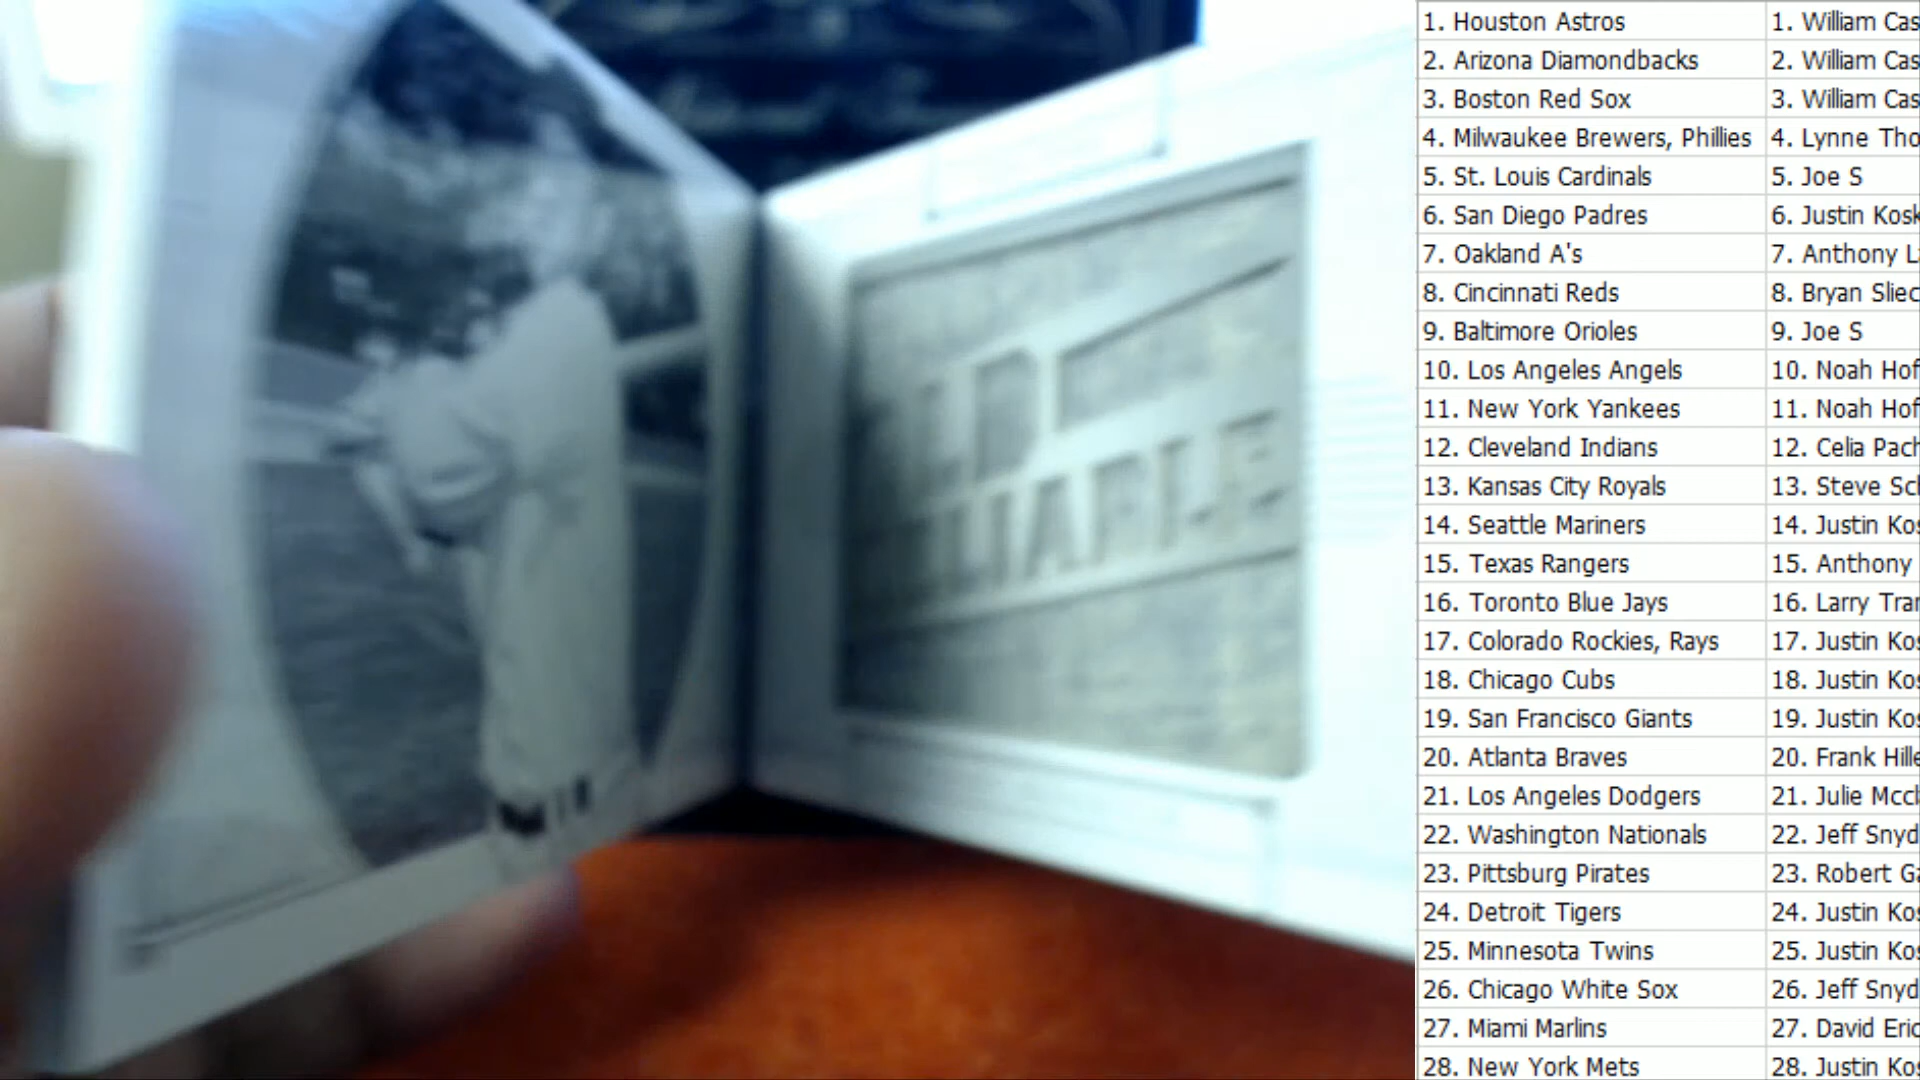 1. Houston Astros 1. William Cas
2. Arizona Diamondbacks 2. William Cas
3. Boston Red Sox 3. William Cas
4. Milwaukee Brewers, Phillies 4. Lynne Tho
5. St. Louis Cardinals 5. Joe S
6. San Diego Padres 6. Justin Kosk
7. Oakland A's 7. Anthony L
8. Cincinnati Reds 8. Bryan Sliec
9. Baltimore Orioles 9. Joe S
10. Los Angeles Angels 10. Noah Hof
11. New York Yankees 11. Noah Hof
12. Cleveland Indians 12. Celia Pach
13. Kansas City Royals 13. Steve Sch
14. Seattle Mariners 14. Justin Kos
15. Texas Rangers 15. Anthony
16. Toronto Blue Jays 16. Larry Tran
17. Colorado Rockies, Rays 17. Justin Kos
18. Chicago Cubs 18. Justin Kos
19. San Francisco Giants 19. Justin Kos
20. Atlanta Braves 20. Frank Hille
21. Los Angeles Dodgers 21. Julie Mccl
22. Washington Nationals 22. Jeff Snyd
23. Pittsburg Pirates 23. Robert Ga
24. Detroit Tigers 24. Justin Kos
25. Minnesota Twins 25. Justin Kos
26. Chicago White Sox 26. Jeff Snyd
27. Miami Marlins 27. David Eric
28. New York Mets 28. Justin Kos